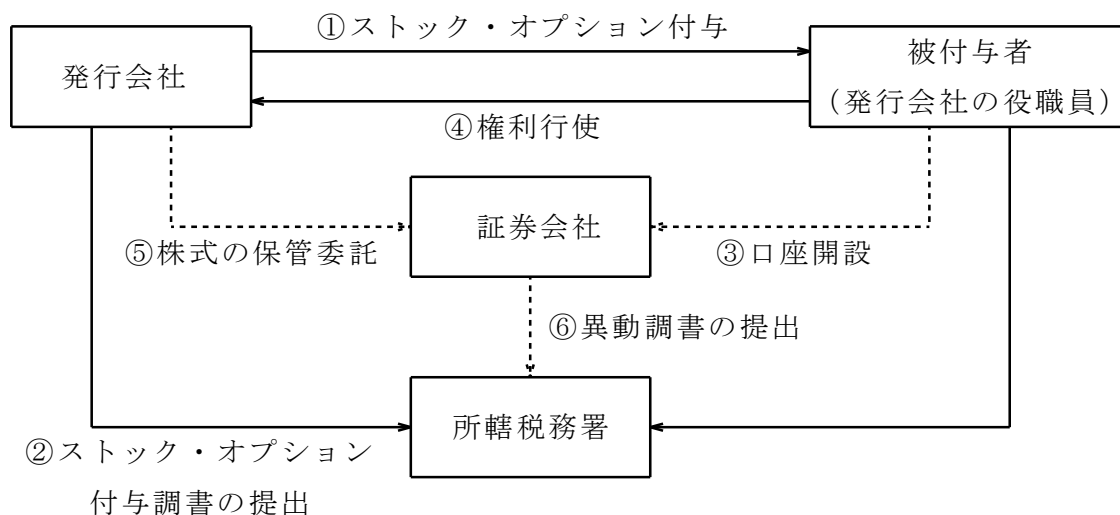 ①ストック・オプション付与
発行会社
被付与者
（発行会社の役職員）
④権利行使
証券会社
⑤株式の保管委託
③口座開設
⑥異動調書の提出
所轄税務署
②ストック・オプション
付与調書の提出